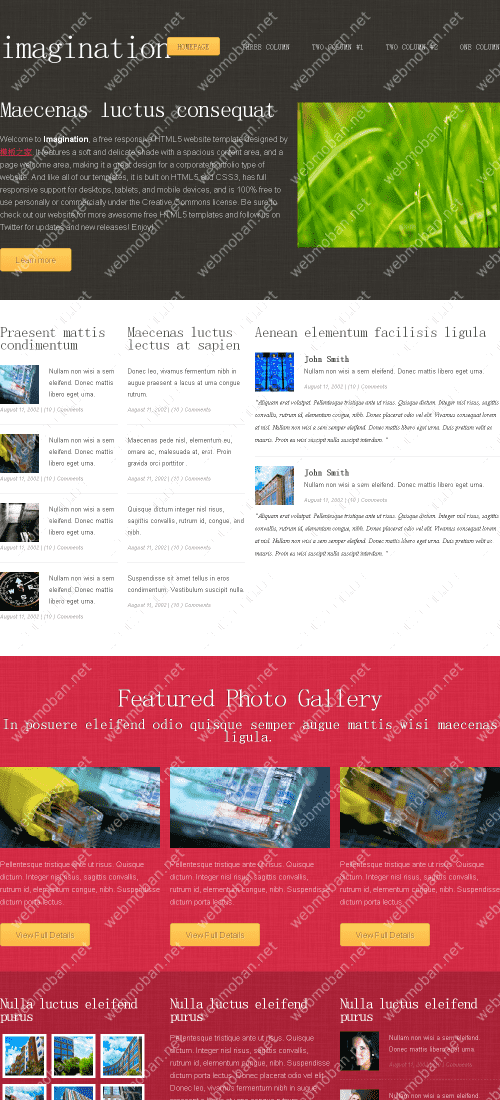 imagination
HOMEPAGE
THREE COLUMN
TWO COLUMN #1
TWO COLUMN #2
ONE COLUMN
Maecenas luctus consequat
Welcome to Imagination, a free responsive HTML5 website template designed by
模板之家. It features a soft and delicate shade with a spacious content area, and a
page welcome area, making it a great design for a corporate/portfolio type of
website. And like all of our templates, it is built on HTML5 and CSS3, has full
responsive support for desktops, tablets, and mobile devices, and is 100% free to
use personally or commercially under the Creative Commons license. Be sure to
check out our website for more awesome free HTML5 templates and follow us on
Twitter for updates and new releases! Enjoy!
Learn more
Praesent mattis
condimentum
Nullam non wisi a sem
eleifend. Donec mattis
libero eget urna.
August 11, 2002 | (10 ) Comments
Nullam non wisi a sem
eleifend. Donec mattis
libero eget urna.
August 11, 2002 | (10 ) Comments
Nullam non wisi a sem
eleifend. Donec mattis
libero eget urna.
August 11, 2002 | (10 ) Comments
Nullam non wisi a sem
eleifend. Donec mattis
libero eget urna.
August 11, 2002 | (10 ) Comments
Maecenas luctus
lectus at sapien
Donec leo, vivamus fermentum nibh in
augue praesent a lacus at urna congue
rutrum.
August 11, 2002 | (10 ) Comments
Maecenas pede nisl, elementum eu,
ornare ac, malesuada at, erat. Proin
gravida orci porttitor.
August 11, 2002 | (10 ) Comments
Quisque dictum integer nisl risus,
sagittis convallis, rutrum id, congue, and
nibh.
August 11, 2002 | (10 ) Comments
Suspendisse sit amet tellus in eros
condimentum. Vestibulum suscipit nulla.
August 11, 2002 | (10 ) Comments
Aenean elementum facilisis ligula
John Smith
Nullam non wisi a sem eleifend. Donec mattis libero eget urna.
August 11, 2002 | (10 ) Comments
"Aliquam erat volutpat. Pellentesque tristique ante ut risus. Quisque dictum. Integer nisl risus, sagittis
convallis, rutrum id, elementum congue, nibh. Donec placerat odio vel elit. Vivamus consequat lorem
at nisl. Nullam non wisi a sem semper eleifend. Donec mattis libero eget urna. Duis pretium velit ac
mauris. Proin eu wisi suscipit nulla suscipit interdum. "
John Smith
Nullam non wisi a sem eleifend. Donec mattis libero eget urna.
August 11, 2002 | (10 ) Comments
"Aliquam erat volutpat. Pellentesque tristique ante ut risus. Quisque dictum. Integer nisl risus, sagittis
convallis, rutrum id, elementum congue, nibh. Donec placerat odio vel elit. Vivamus consequat lorem
at nisl. Nullam non wisi a sem semper eleifend. Donec mattis libero eget urna. Duis pretium velit ac
mauris. Proin eu wisi suscipit nulla suscipit interdum. "
Featured Photo Gallery
In posuere eleifend odio quisque semper augue mattis wisi maecenas
ligula.
Pellentesque tristique ante ut risus. Quisque
dictum. Integer nisl risus, sagittis convallis,
rutrum id, elementum congue, nibh. Suspendisse
dictum porta lectus.
View Full Details
Pellentesque tristique ante ut risus. Quisque
dictum. Integer nisl risus, sagittis convallis,
rutrum id, elementum congue, nibh. Suspendisse
dictum porta lectus.
View Full Details
Pellentesque tristique ante ut risus. Quisque
dictum. Integer nisl risus, sagittis convallis,
rutrum id, elementum congue, nibh. Suspendisse
dictum porta lectus.
View Full Details
Nulla luctus eleifend
purus
Nulla luctus eleifend
purus
Pellentesque tristique ante ut risus. Quisque
dictum. Integer nisl risus, sagittis convallis,
rutrum id, elementum congue, nibh. Suspendisse
dictum porta lectus. Donec placerat odio vel elit.
Donec leo, vivamus fermentum nibh in augue
Nulla luctus eleifend
purus
Nullam non wisi a sem eleifend.
Donec mattis libero eget urna.
August 11, 2002 | (10 ) Comments
Nullam non wisi a sem eleifend.
webmoban.net